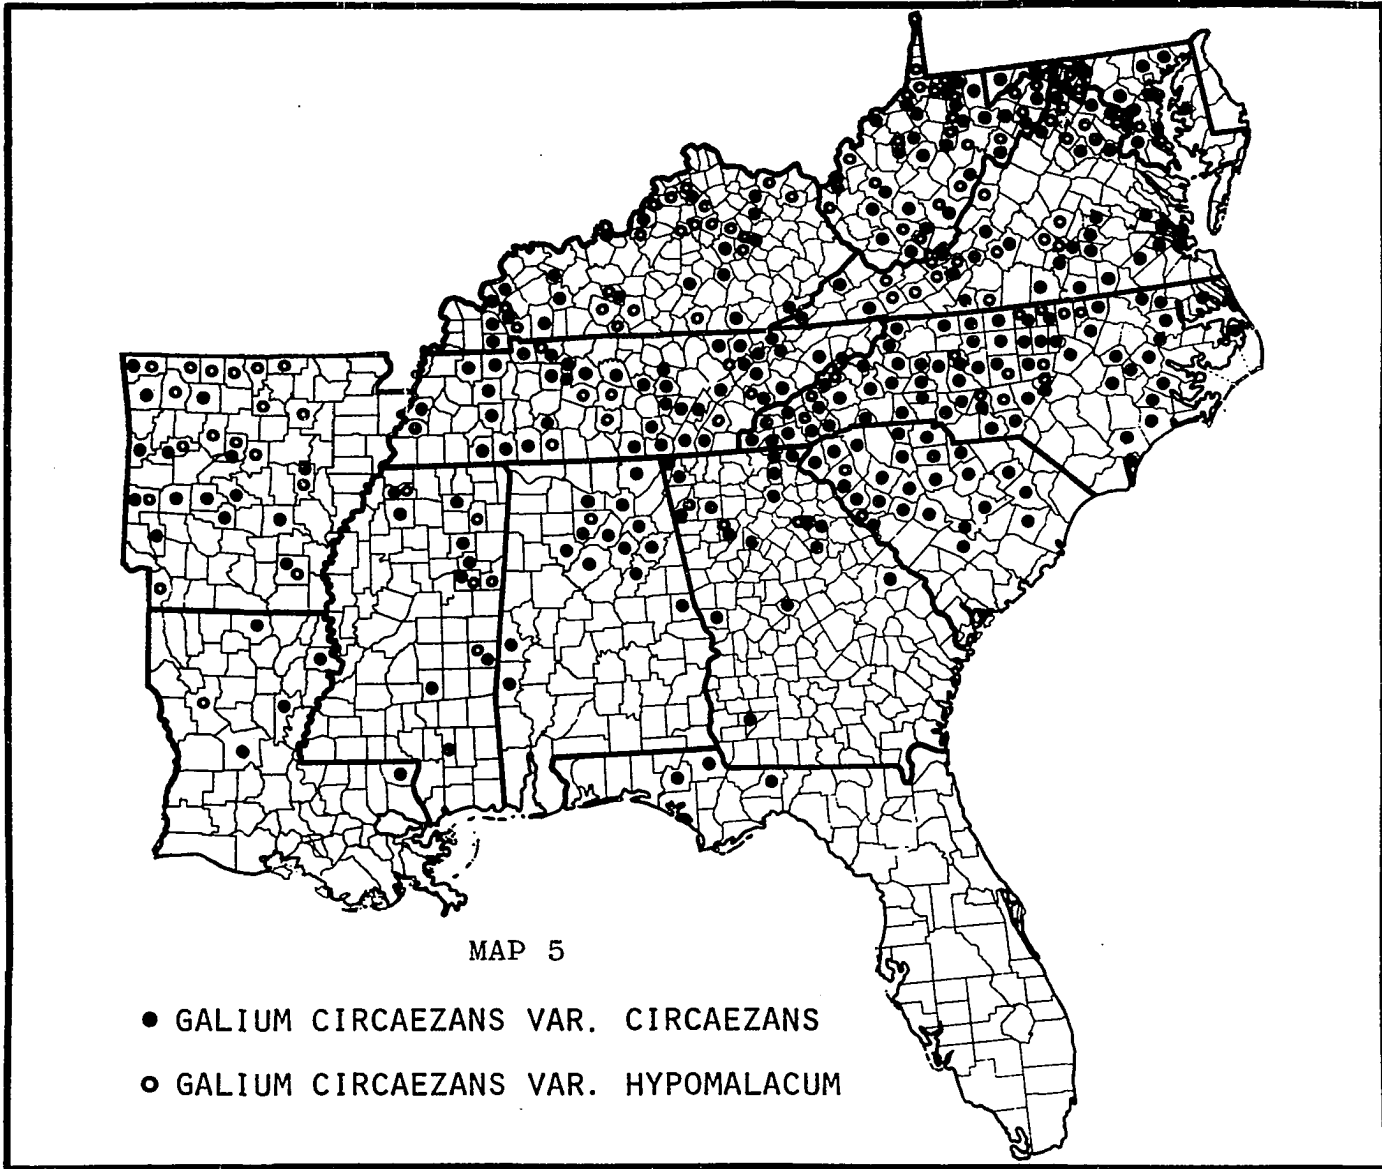 MAP 5
● GALIUM CIRCAEZANS VAR. CIRCAEZANS
○ GALIUM CIRCAEZANS VAR. HYPOMALACUM